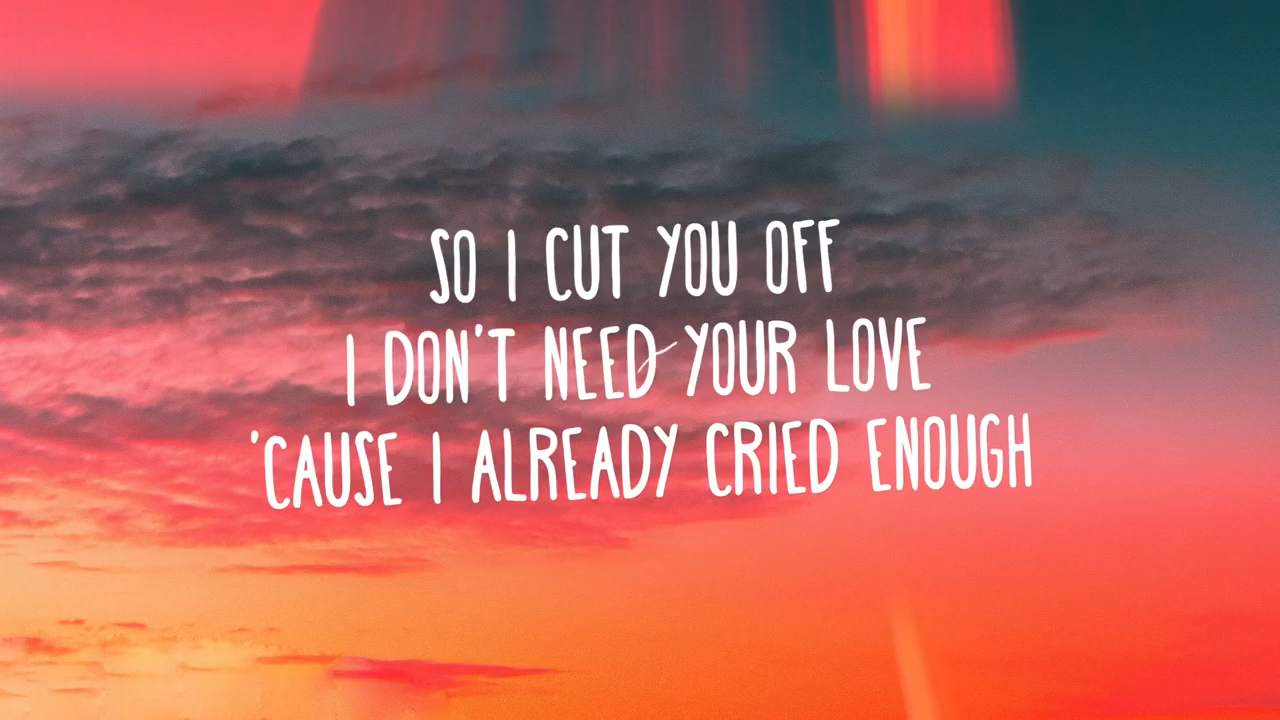 SO I CUT YOU OFF
I DON'T NEED YOUR LOVE
'CAUSE I ALREADY CRIED ENOUGH